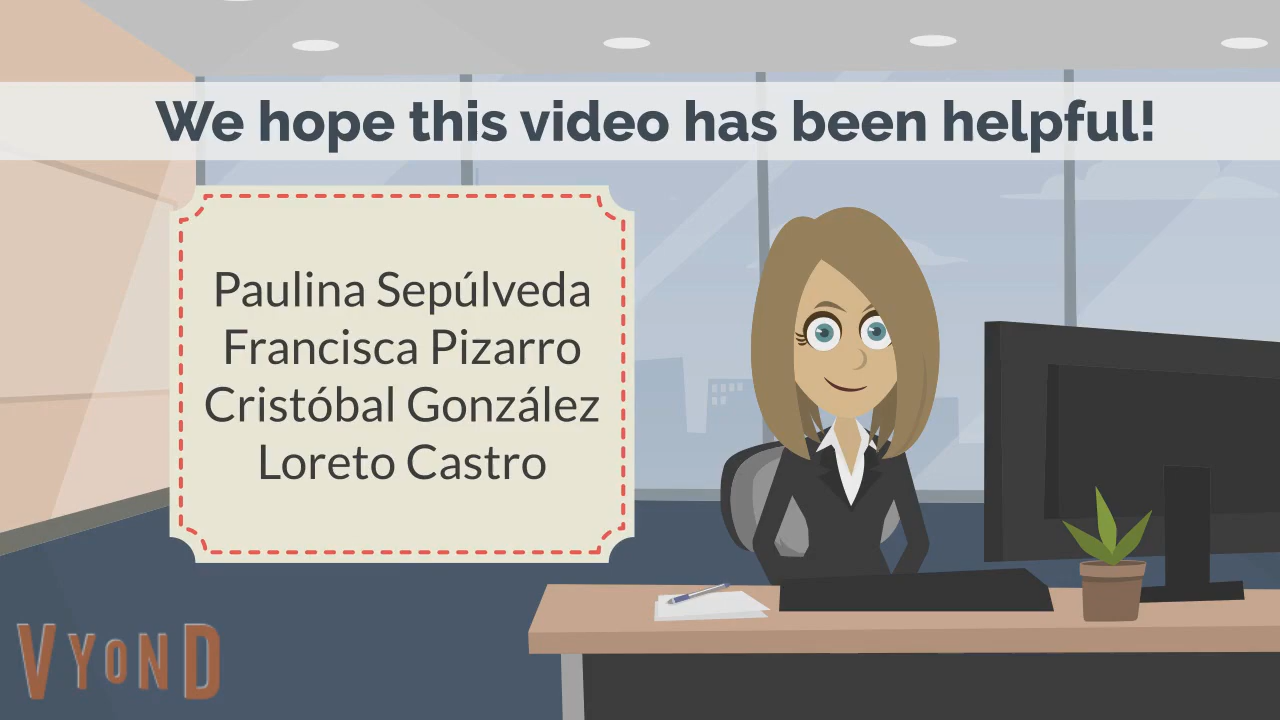 We hope this video has been helpful!
Paulina Sepúlveda
Francisca Pizarro
Cristóbal González
Loreto Castro
VYOND